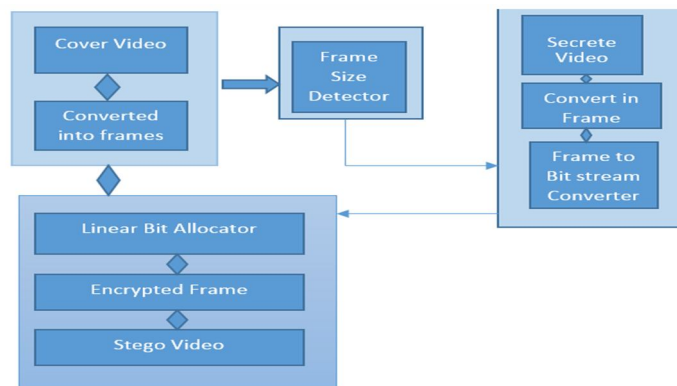 Cover Video
Converted
into frames
Frame
Size
Detector
Secrete
Video
Convert in
Frame
Frame to
Bit stream
Converter
Linear Bit Allocator
Encrypted Frame
Stego Video